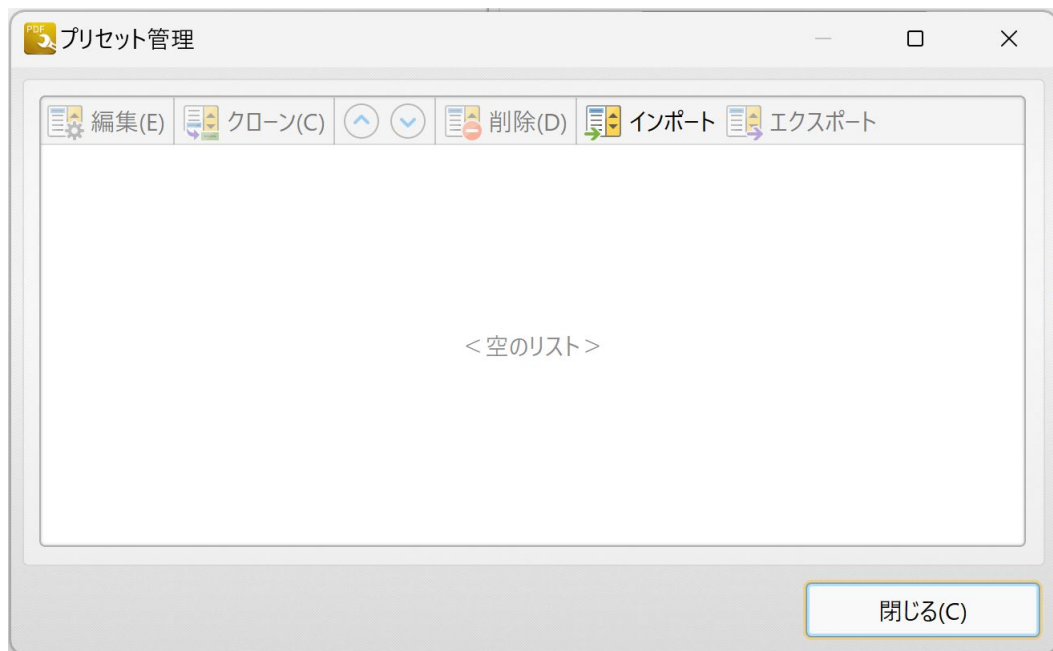 PDF
プリセット管理
編集(E) クローン(C) 削除(D) インポート エクスポート
<空のリスト>
閉じる(C)